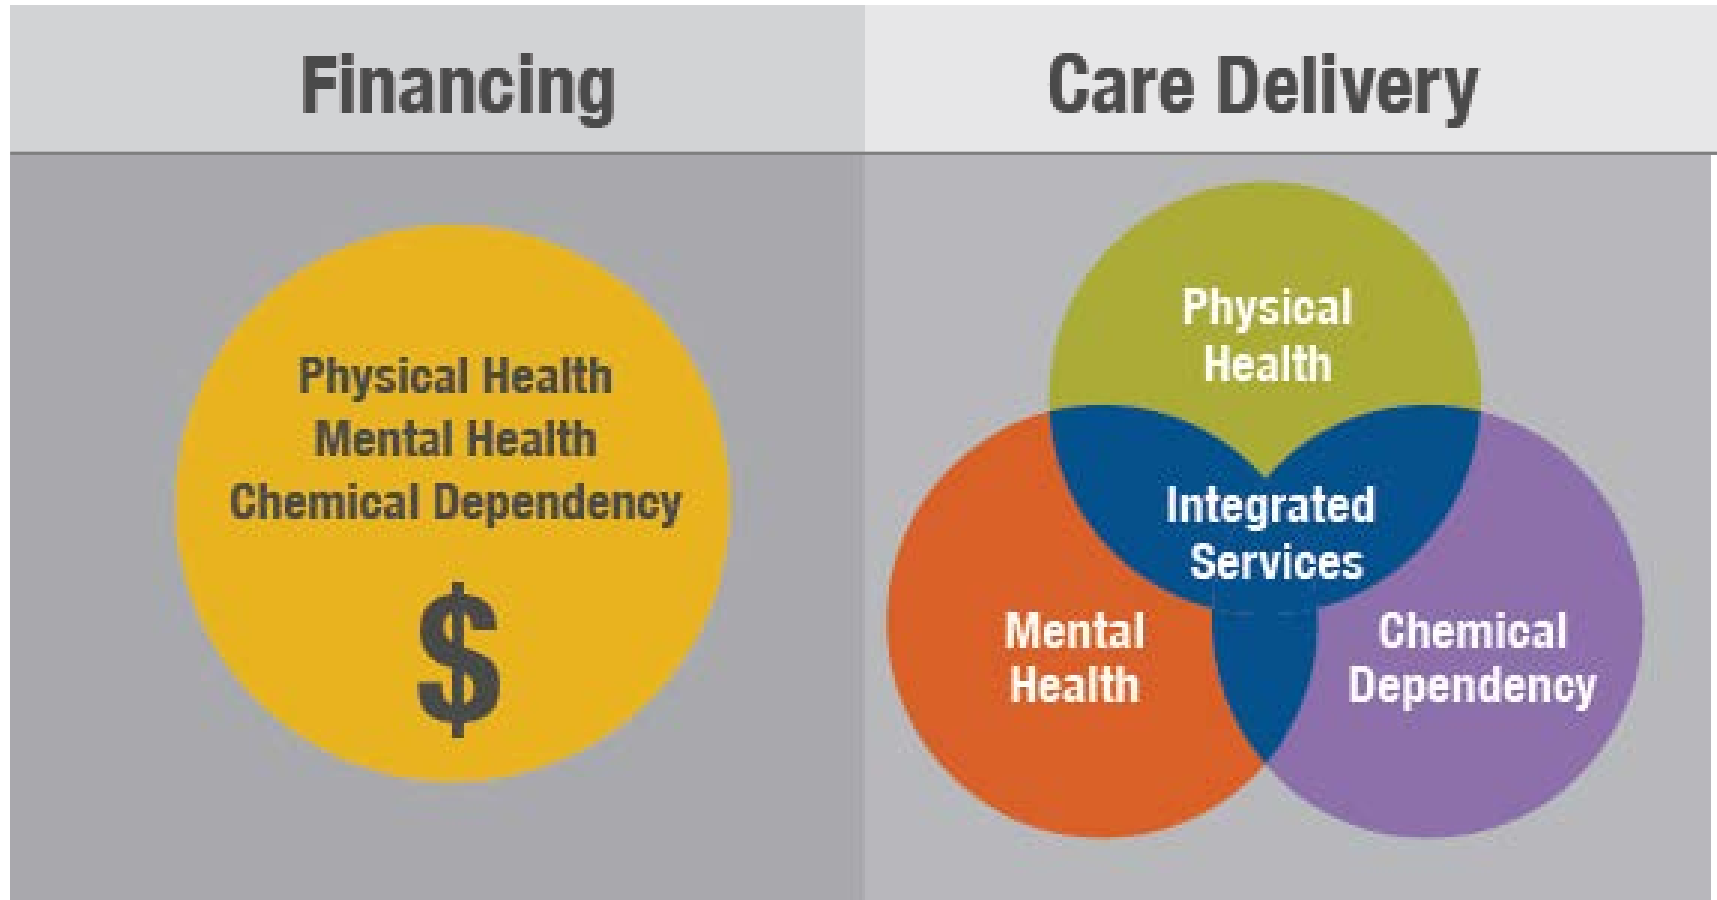 Financing
Care Delivery
Physical Health
Mental Health
Chemical Dependency
$
Physical
Health
Integrated
Services
Mental
Health
Chemical
Dependency